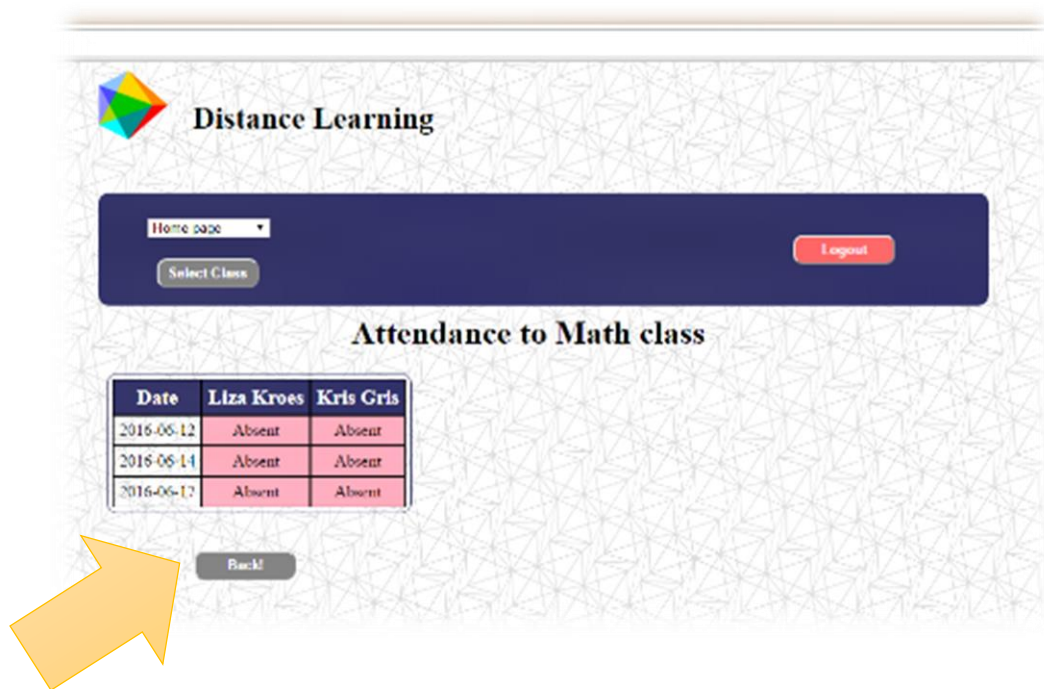 Distance Learning
Home page
Logout
Select Class
Attendance to Math class
Date Liza Kroes Kris Gris
2016-06-12 Absent Absent
2016-06-14 Absent Absent
Absent Absent
Back!